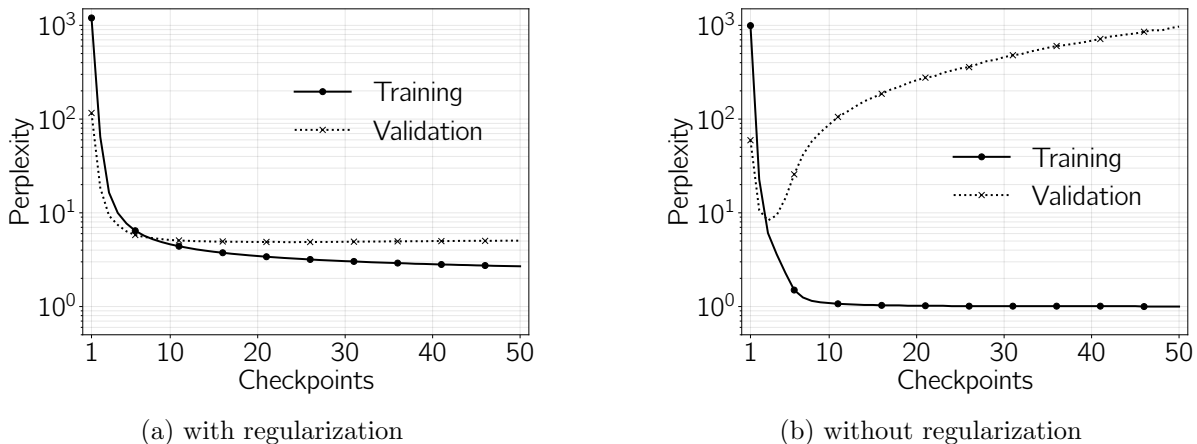 10³
10²
10¹
10⁰
Perplexity
Training
Validation
1 10 20 30 40 50
Checkpoints
(a) with regularization
10³
10²
10¹
10⁰
Perplexity
Training
Validation
1 10 20 30 40 50
Checkpoints
(b) without regularization